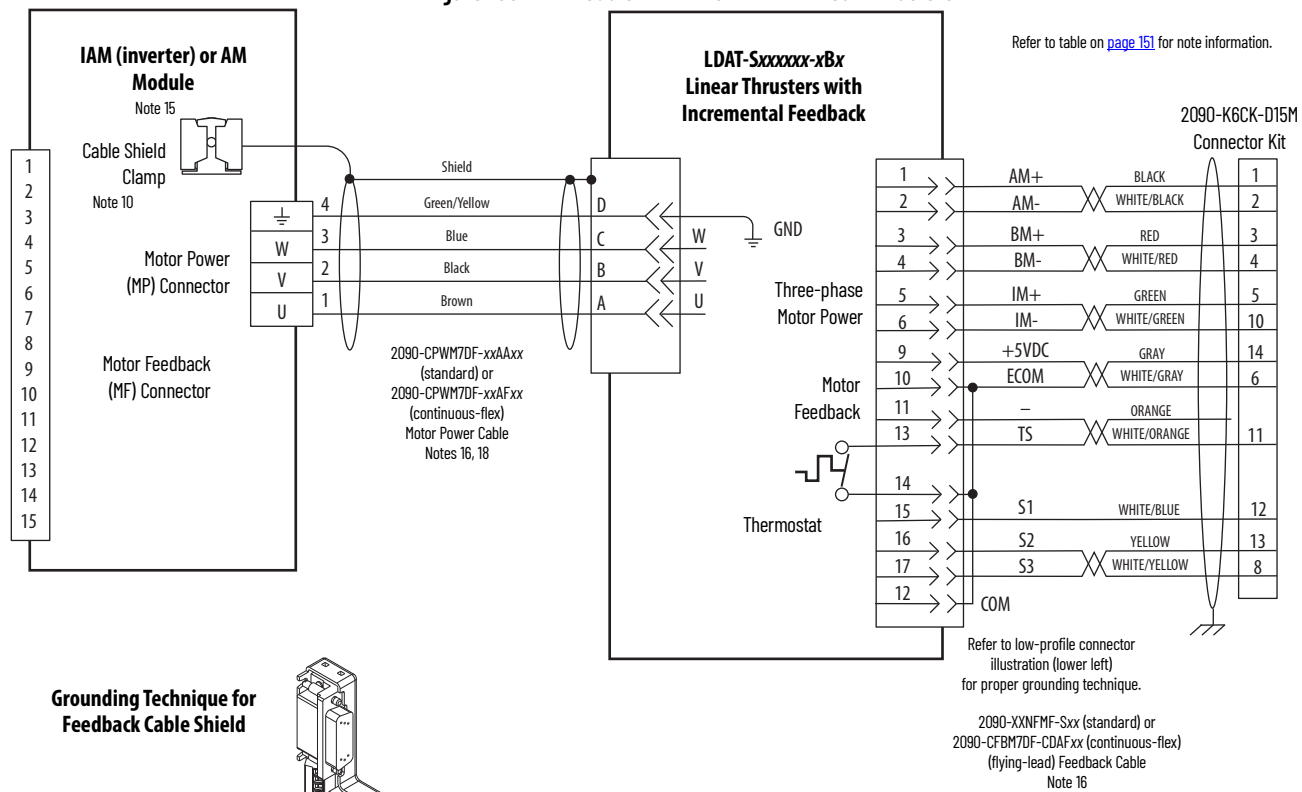 Refer to table on page 151 for note information.
IAM (inverter) or AM
Module
Note 15
Cable Shield
Clamp
Note 10
1
2
3
4
5
6
7
8
9
10
11
12
13
14
15
Motor Power
(MP) Connector
Motor Feedback
(MF) Connector
W
V
U
4
3
2
1
Shield
Green/Yellow
Blue
Black
Brown
2090-CPWM7DF-xxAAxx
(standard) or
2090-CPWM7DF-xxAFxx
(continuous-flex)
Motor Power Cable
Notes 16, 18
LDAT-Sxxxxxx-xBx
Linear Thrusters with
Incremental Feedback
D
C
B
A
GND
W
V
U
Three-phase
Motor Power
Motor
Feedback
Thermostat
2090-K6CK-D15M
Connector Kit
1 AM+ BLACK 1
2 AM- WHITE/BLACK 2
3 BM+ RED 3
4 BM- WHITE/RED 4
5 IM+ GREEN 5
6 IM- WHITE/GREEN 10
9 +5VDC GRAY 14
10 ECOM WHITE/GRAY 6
11 – ORANGE
13 TS WHITE/ORANGE 11
14
15 S1 WHITE/BLUE 12
16 S2 YELLOW 13
17 S3 WHITE/YELLOW 8
12 COM
Refer to low-profile connector
illustration (lower left)
for proper grounding technique.
2090-XXNFMF-Sxx (standard) or
2090-CFBM7DF-CDAFxx (continuous-flex)
(flying-lead) Feedback Cable
Note 16
Grounding Technique for
Feedback Cable Shield